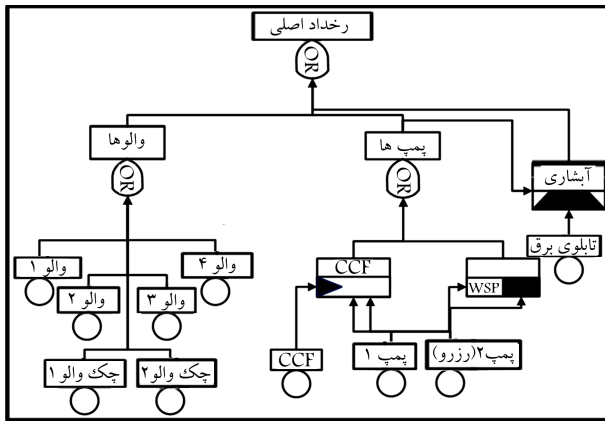 رخداد اصلی
OR
والوها
پمپ ها
آبشاری
OR
OR
تابلوی برق
والو ۱
والو ۴
والو ۲
والو ۳
CCF
WSP
چک والو ۱
چک والو۲
CCF
پمپ ۱
پمپ۲(رزرو)